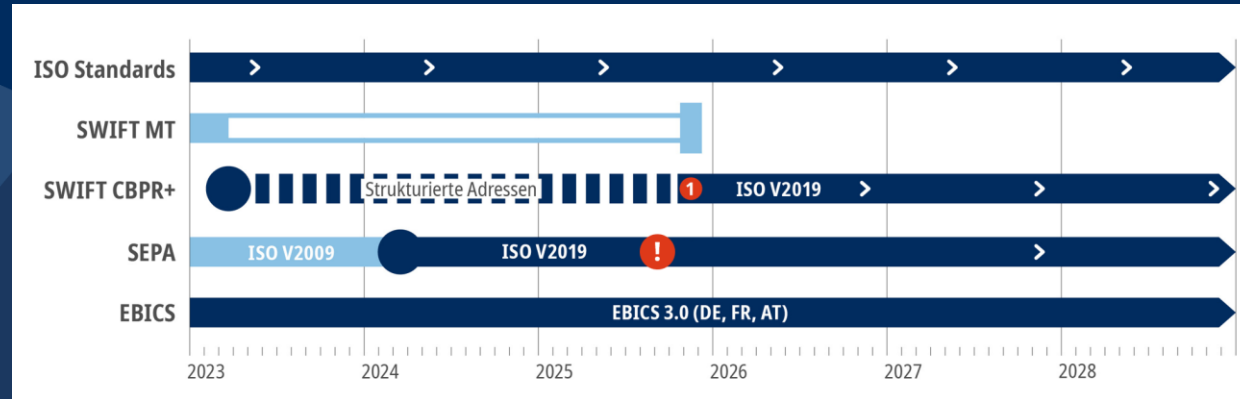 ISO Standards
SWIFT MT
SWIFT CBPR+
Strukturierte Adressen
1
ISO V2019
SEPA
ISO V2009
ISO V2019
!
EBICS
EBICS 3.0 (DE, FR, AT)
2023 2024 2025 2026 2027 2028